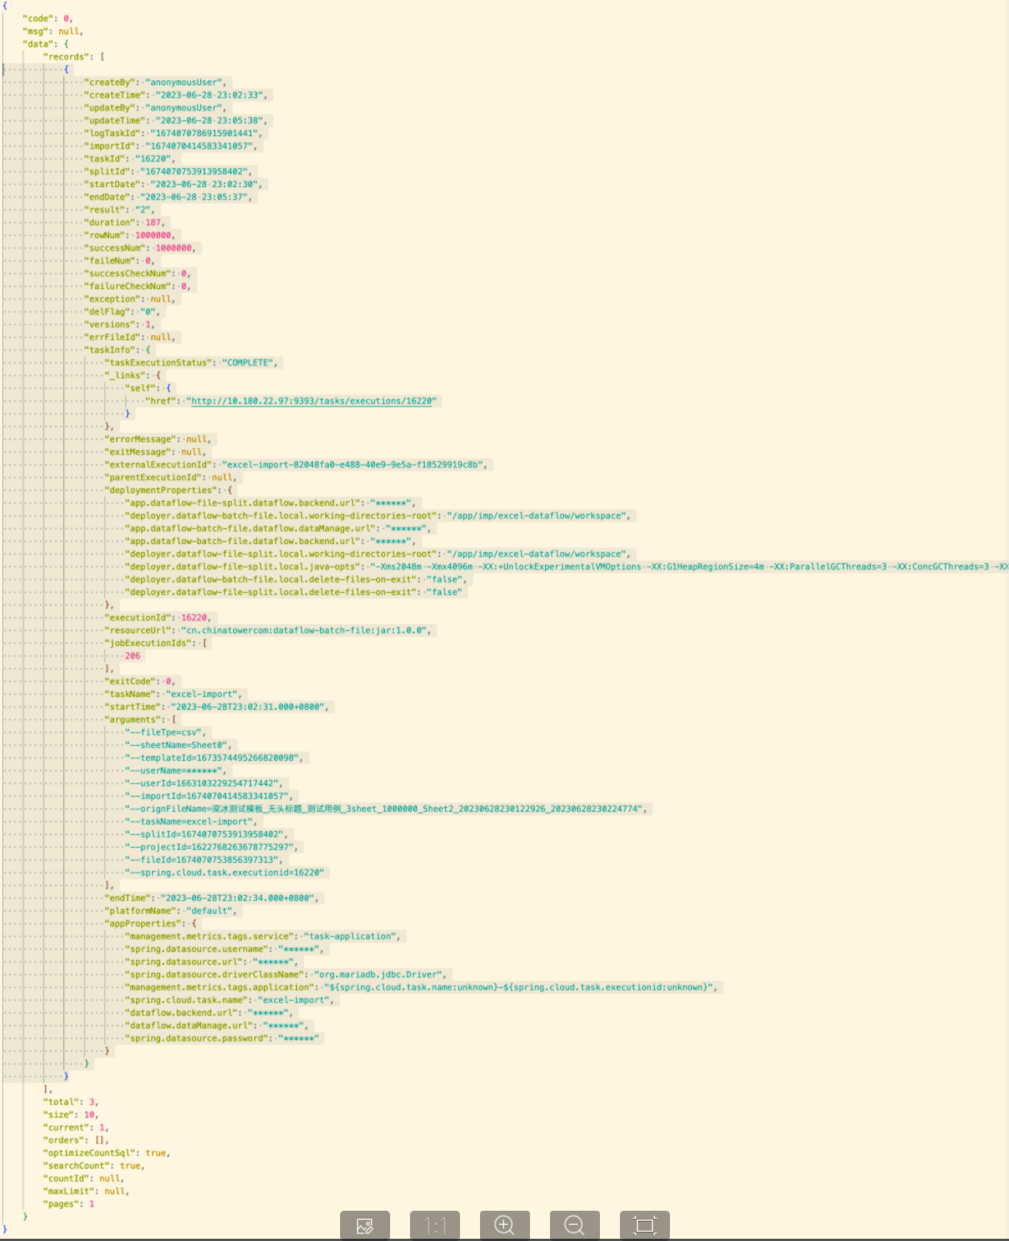 {
"code": 0,
"msg": null,
"data": {
"records": [
{
"createBy": "anonymousUser",
"createTime": "2023-06-28 23:02:33",
"updateBy": "anonymousUser",
"updateTime": "2023-06-28 23:05:38",
"logTaskId": "1674070786915901441",
"importId": "1674070414583341057",
"taskId": "16220",
"splitId": "1674070753913958402",
"startDate": "2023-06-28 23:02:30",
"endDate": "2023-06-28 23:05:37",
"result": "2",
"duration": 187,
"rowNum": 1000000,
"successNum": 1000000,
"faileNum": 0,
"successCheckNum": 0,
"failureCheckNum": 0,
"exception": null,
"delFlag": "0",
"versions": 1,
"errFileId": null,
"taskInfo": {
"taskExecutionStatus": "COMPLETE",
"_links": {
"self": {
"href": "http://10.180.22.97:9393/tasks/executions/16220"
}
},
"errorMessage": null,
"exitMessage": null,
"externalExecutionId": "excel-import-82048fa0-e488-40e9-9e5a-f18529919c8b",
"parentExecutionId": null,
"deploymentProperties": {
"app.dataflow-file-split.dataflow.backend.url": "******",
"deployer.dataflow-batch-file.local.working-directories-root": "/app/imp/excel-dataflow/workspace",
"app.dataflow-batch-file.dataflow.dataManage.url": "******",
"app.dataflow-batch-file.dataflow.backend.url": "******",
"deployer.dataflow-file-split.local.working-directories-root": "/app/imp/excel-dataflow/workspace",
"deployer.dataflow-file-split.local.java-opts": "-Xms2048m -Xmx4096m -XX:+UnlockExperimentalVMOptions -XX:G1HeapRegionSize=4m -XX:ParallelGCThreads=3 -XX:ConcGCThreads=3 -XX
"deployer.dataflow-batch-file.local.delete-files-on-exit": "false",
"deployer.dataflow-file-split.local.delete-files-on-exit": "false"
},
"executionId": 16220,
"resourceUrl": "cn.chinatowercom:dataflow-batch-file:jar:1.0.0",
"jobExecutionIds": [
206
],
"exitCode": 0,
"taskName": "excel-import",
"startTime": "2023-06-28T23:02:31.000+0800",
"arguments": [
"--fileTpe=csv",
"--sheetName=Sheet0",
"--templateId=1673574495266820098",
"--userName=******",
"--userId=1663103229254717442",
"--importId=1674070414583341057",
"--orignFileName=梁冰测试模板_无头标题_测试用例_3sheet_1000000_Sheet2_20230628230122926_20230628230224774",
"--taskName=excel-import",
"--splitId=1674070753913958402",
"--projectId=1622768263678775297",
"--fileId=1674070753856397313",
"--spring.cloud.task.executionid=16220"
],
"endTime": "2023-06-28T23:02:34.000+0800",
"platformName": "default",
"appProperties": {
"management.metrics.tags.service": "task-application",
"spring.datasource.username": "******",
"spring.datasource.url": "******",
"spring.datasource.driverClassName": "org.mariadb.jdbc.Driver",
"management.metrics.tags.application": "${spring.cloud.task.name:unknown}-${spring.cloud.task.executionid:unknown}",
"spring.cloud.task.name": "excel-import",
"dataflow.backend.url": "******",
"dataflow.dataManage.url": "******",
"spring.datasource.password": "******"
}
}
}
],
"total": 3,
"size": 10,
"current": 1,
"orders": [],
"optimizeCountSql": true,
"searchCount": true,
"countId": null,
"maxLimit": null,
"pages": 1
}
}
1:1